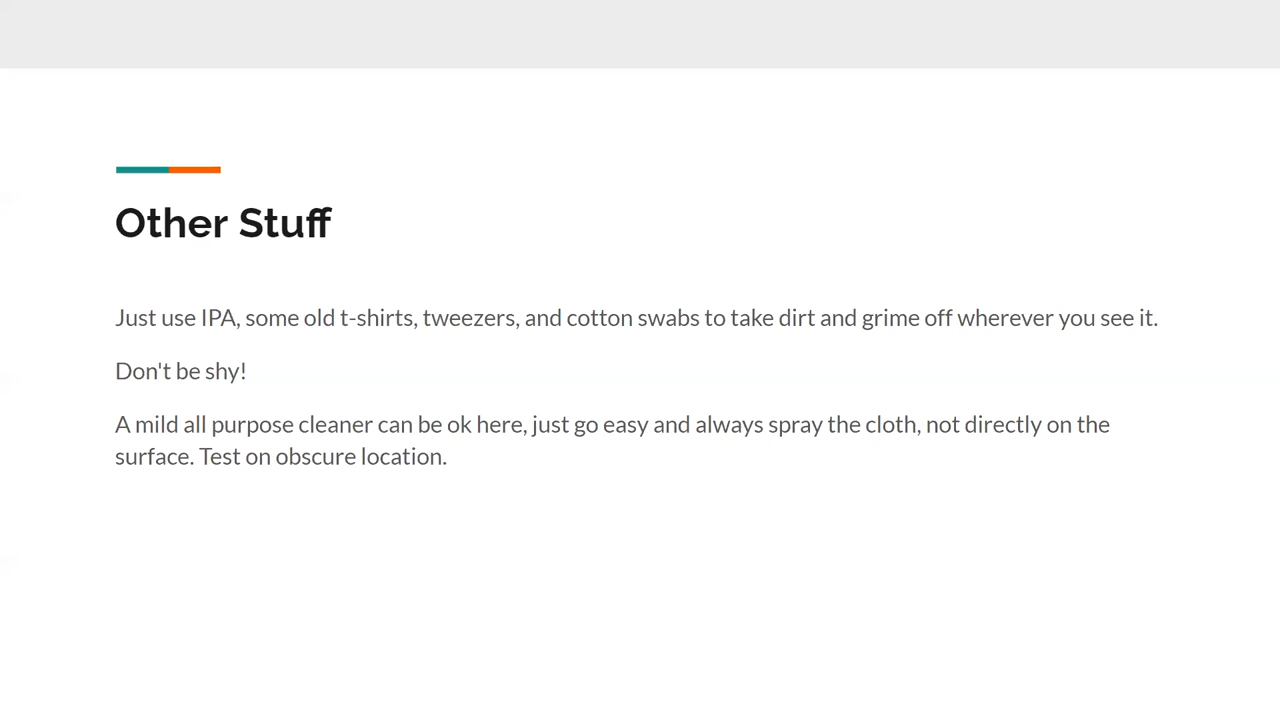 Other Stuff
Just use IPA, some old t-shirts, tweezers, and cotton swabs to take dirt and grime off wherever you see it.
Don't be shy!
A mild all purpose cleaner can be ok here, just go easy and always spray the cloth, not directly on the
surface. Test on obscure location.